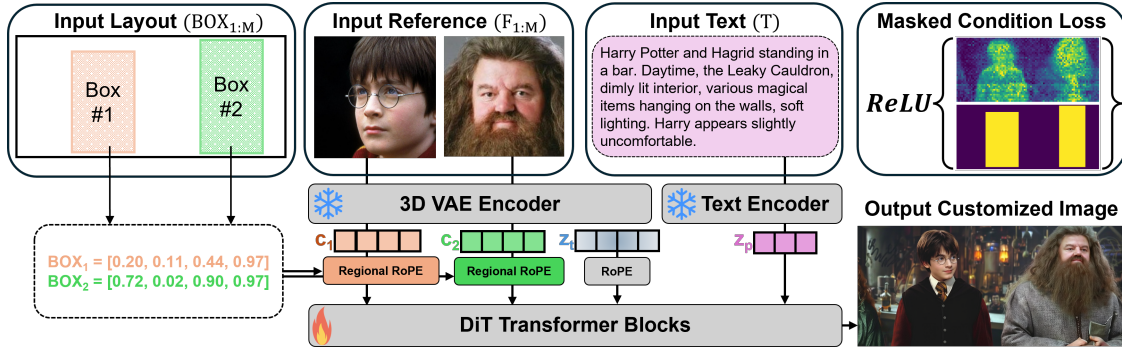 Input Layout (BOX1:M)
Box
#1
Box
#2
Input Reference (F1:M)
Input Text (T)
Harry Potter and Hagrid standing in
a bar. Daytime, the Leaky Cauldron,
dimly lit interior, various magical
items hanging on the walls, soft
lighting. Harry appears slightly
uncomfortable.
Masked Condition Loss
ReLU
3D VAE Encoder
Text Encoder
Output Customized Image
c1
c2
zt
zp
BOX1 = [0.20, 0.11, 0.44, 0.97]
BOX2 = [0.72, 0.02, 0.90, 0.97]
Regional RoPE
Regional RoPE
RoPE
DiT Transformer Blocks